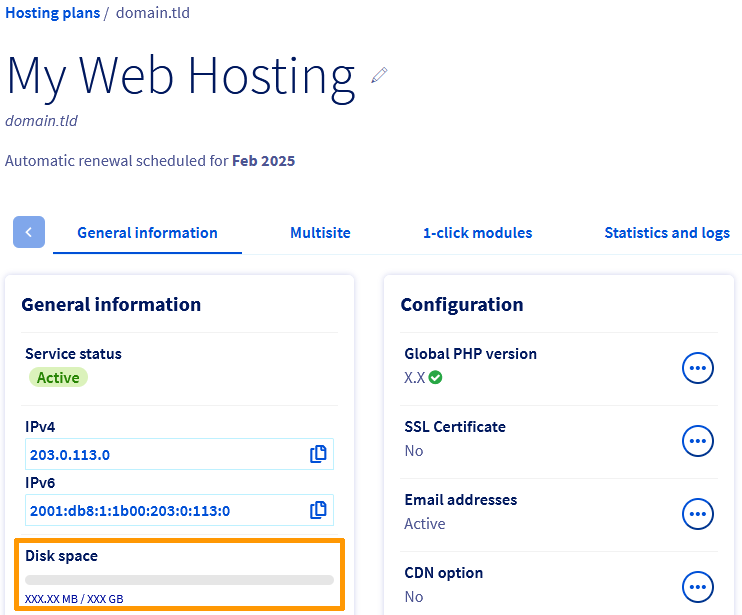 Hosting plans / domain.tld
My Web Hosting
domain.tld
Automatic renewal scheduled for Feb 2025
General information
Multisite
1-click modules
Statistics and logs
General information
Service status
Active
IPv4
203.0.113.0
IPv6
2001:db8:1:1b00:203:0:113:0
Disk space
XXX.XX MB / XXX GB
Configuration
Global PHP version
X.X
SSL Certificate
No
Email addresses
Active
CDN option
No